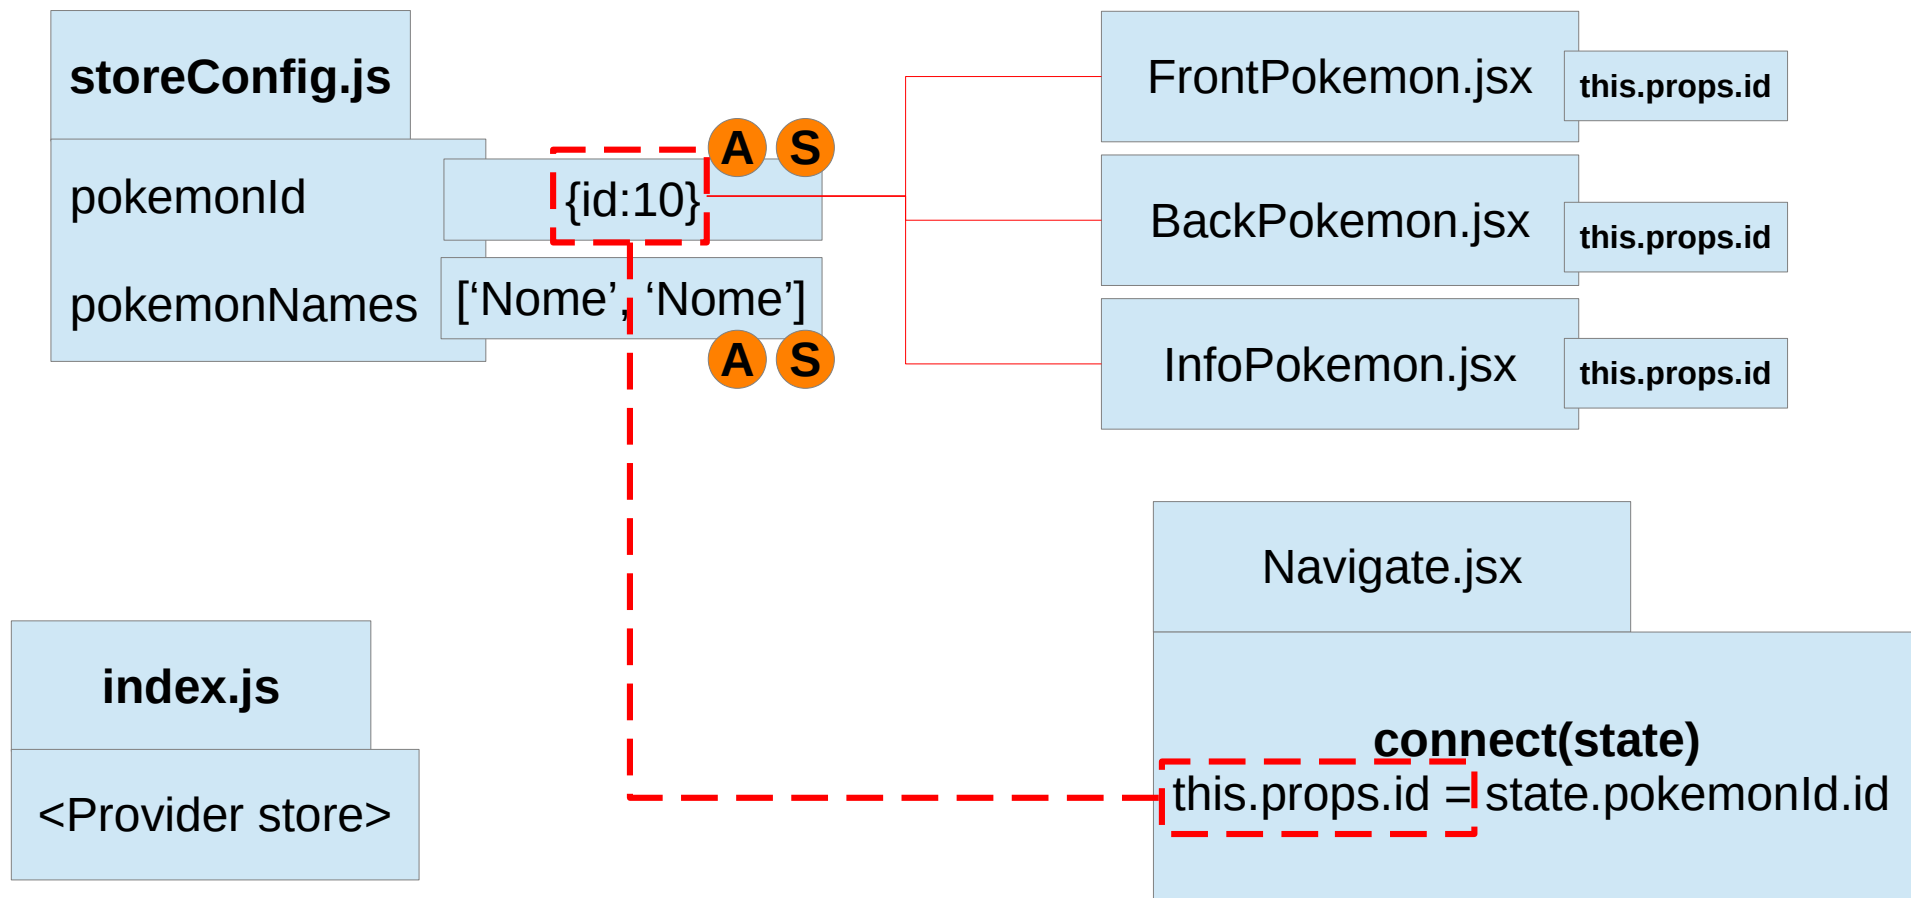 storeConfig.js
pokemonId
{id:10}
A S
pokemonNames
[‘Nome’, ‘Nome’]
A S
FrontPokemon.jsx
this.props.id
BackPokemon.jsx
this.props.id
InfoPokemon.jsx
this.props.id
index.js
<Provider store>
Navigate.jsx
connect(state)
this.props.id = state.pokemonId.id